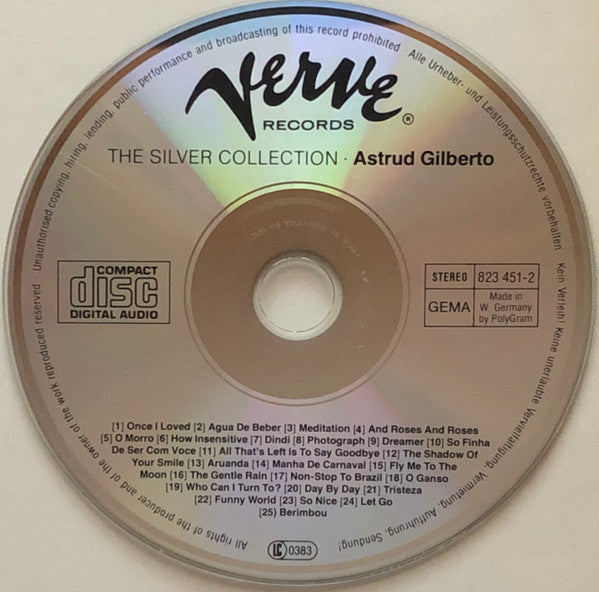 Unauthorised copying, hiring, lending, public performance and broadcasting of this record prohibited
Alle Urheber- und Leistungsschutzrechte vorbehalten
Kein Verleih! Keine unerlaubte Vervielfältigung, Vermietung, Aufführung, Sendung!
All rights of the producer and of the owner of the work reproduced reserved
VERVE ®
RECORDS
THE SILVER COLLECTION · Astrud Gilberto
COMPACT
disc
DIGITAL AUDIO
STEREO 823 451-2
GEMA
Made in
W. Germany
by PolyGram
[1] Once I Loved [2] Agua De Beber [3] Meditation [4] And Roses And Roses
[5] O Morro [6] How Insensitive [7] Dindi [8] Photograph [9] Dreamer [10] So Finha
De Ser Com Voce [11] All That's Left Is To Say Goodbye [12] The Shadow Of
Your Smile [13] Aruanda [14] Manha De Carnaval [15] Fly Me To The
Moon [16] The Gentle Rain [17] Non-Stop To Brazil [18] O Ganso
[19] Who Can I Turn To? [20] Day By Day [21] Tristeza
[22] Funny World [23] So Nice [24] Let Go
[25] Berimbou
LC 0383